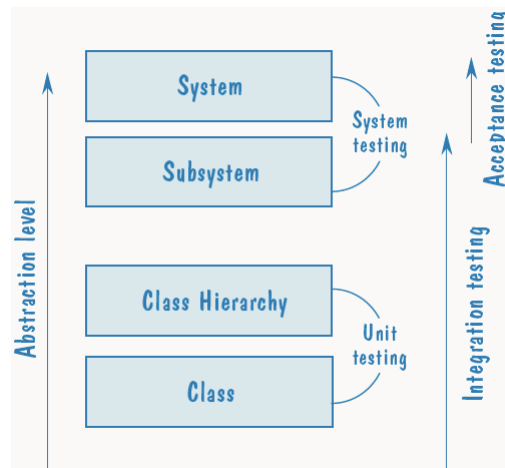 System
System
testing
Subsystem
Acceptance testing
Abstraction level
Class Hierarchy
Unit
testing
Class
Integration testing